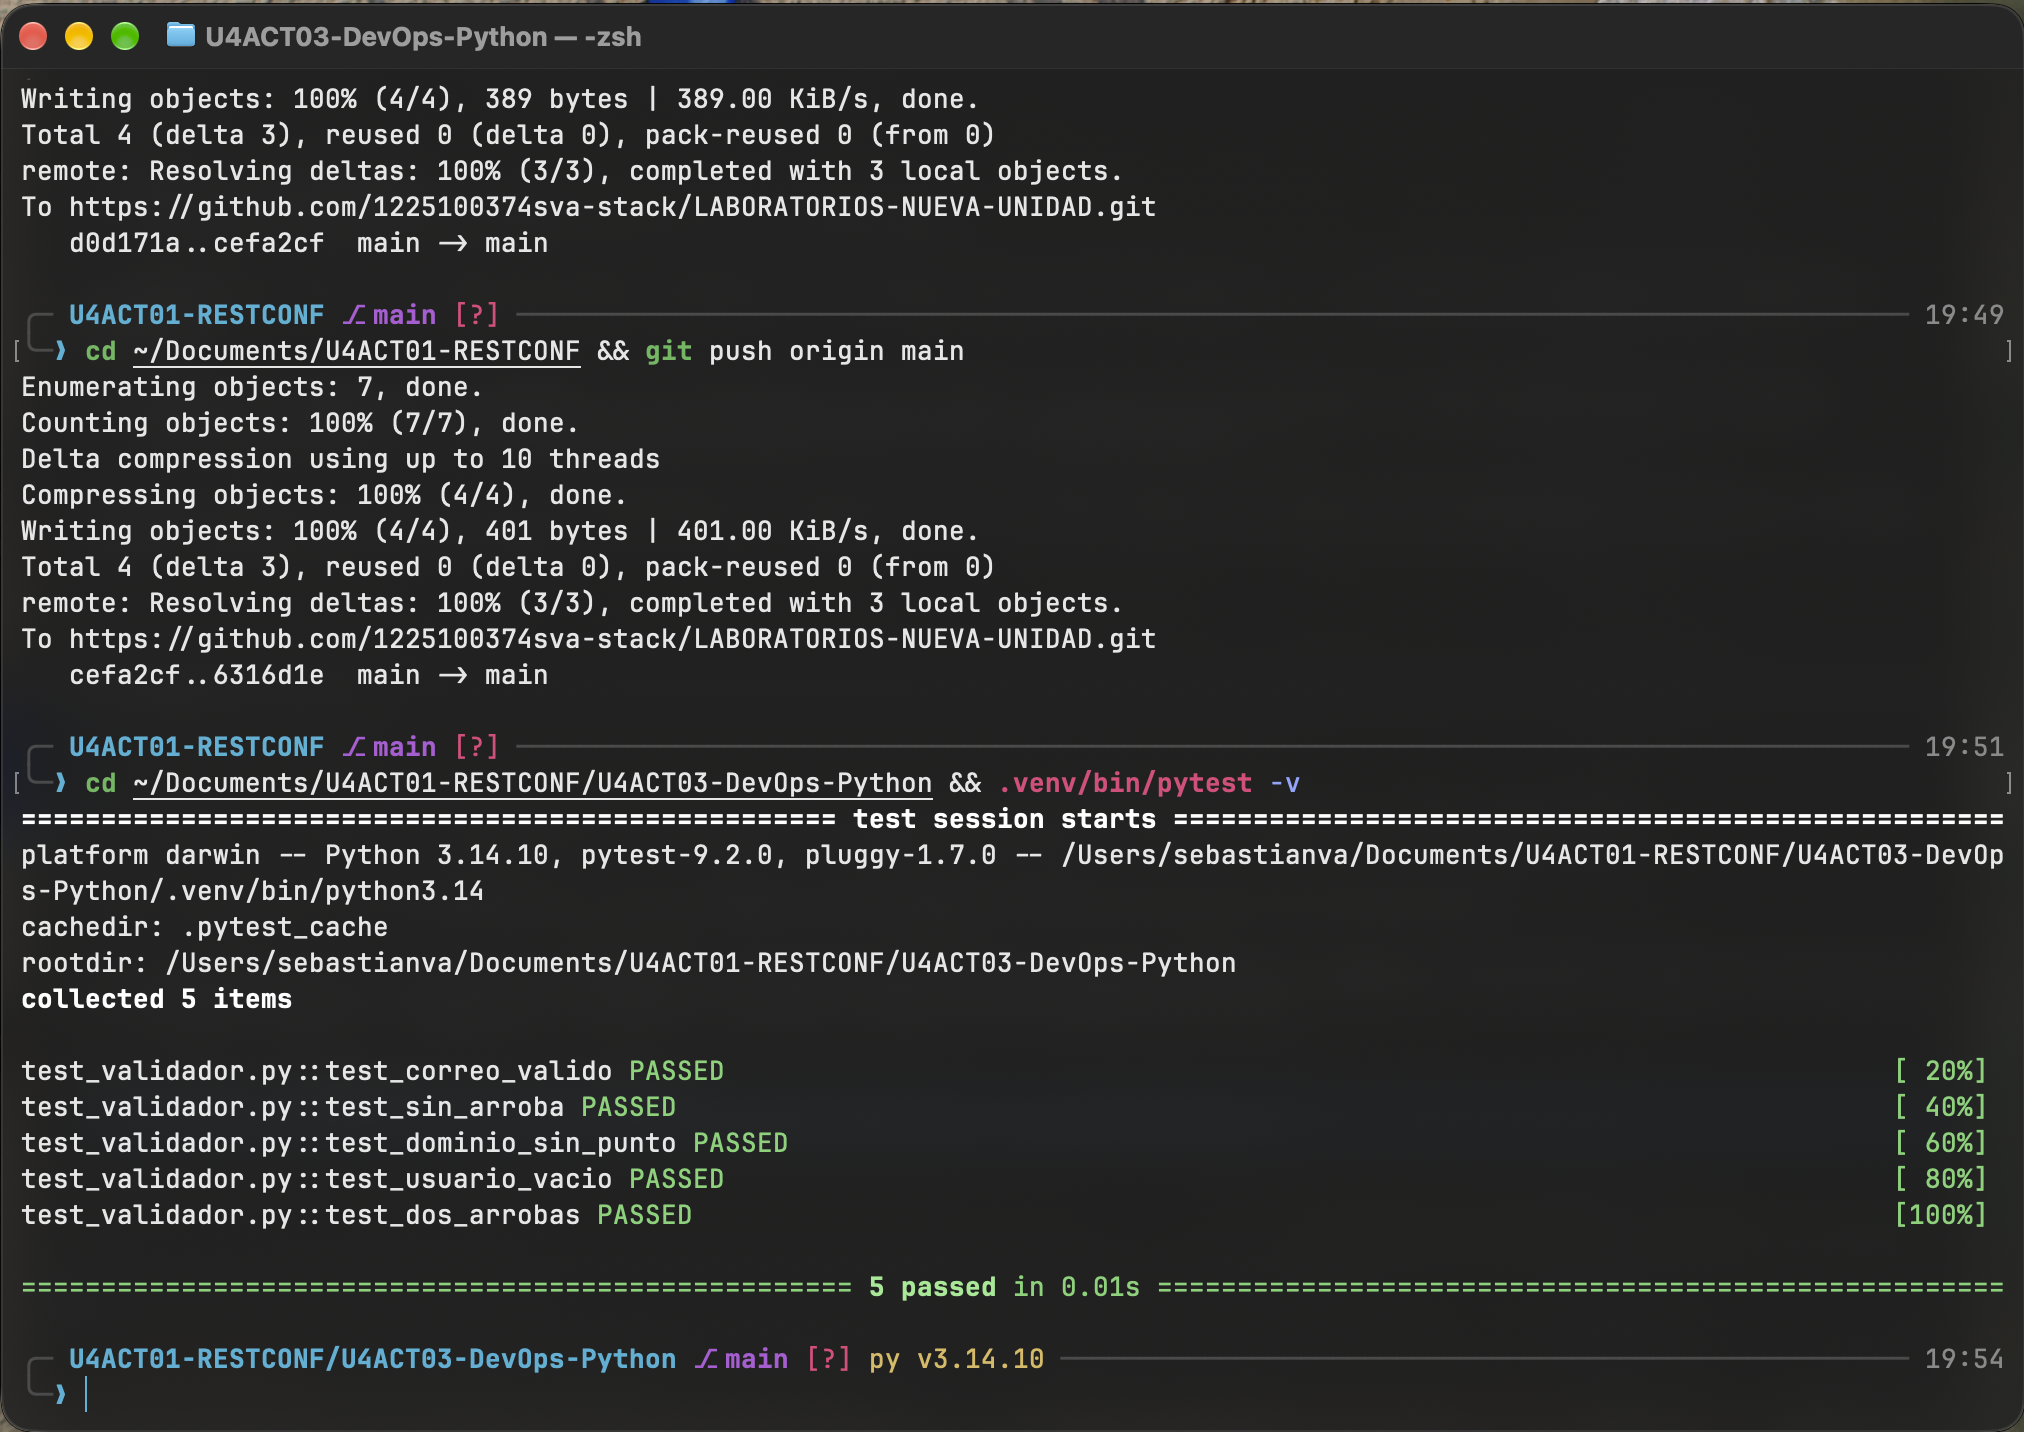 U4ACT03-DevOps-Python — -zsh
Writing objects: 100% (4/4), 389 bytes | 389.00 KiB/s, done.
Total 4 (delta 3), reused 0 (delta 0), pack-reused 0 (from 0)
remote: Resolving deltas: 100% (3/3), completed with 3 local objects.
To https://github.com/1225100374sva-stack/LABORATORIOS-NUEVA-UNIDAD.git
   d0d171a..cefa2cf  main -> main
U4ACT01-RESTCONF ⎇ main [?] 19:49
❯ cd ~/Documents/U4ACT01-RESTCONF && git push origin main
Enumerating objects: 7, done.
Counting objects: 100% (7/7), done.
Delta compression using up to 10 threads
Compressing objects: 100% (4/4), done.
Writing objects: 100% (4/4), 401 bytes | 401.00 KiB/s, done.
Total 4 (delta 3), reused 0 (delta 0), pack-reused 0 (from 0)
remote: Resolving deltas: 100% (3/3), completed with 3 local objects.
To https://github.com/1225100374sva-stack/LABORATORIOS-NUEVA-UNIDAD.git
   cefa2cf..6316d1e  main -> main
U4ACT01-RESTCONF ⎇ main [?] 19:51
❯ cd ~/Documents/U4ACT01-RESTCONF/U4ACT03-DevOps-Python && .venv/bin/pytest -v
=================================================== test session starts ====================================================
platform darwin -- Python 3.14.10, pytest-9.2.0, pluggy-1.7.0 -- /Users/sebastianva/Documents/U4ACT01-RESTCONF/U4ACT03-DevOp
s-Python/.venv/bin/python3.14
cachedir: .pytest_cache
rootdir: /Users/sebastianva/Documents/U4ACT01-RESTCONF/U4ACT03-DevOps-Python
collected 5 items
test_validador.py::test_correo_valido PASSED [ 20%]
test_validador.py::test_sin_arroba PASSED [ 40%]
test_validador.py::test_dominio_sin_punto PASSED [ 60%]
test_validador.py::test_usuario_vacio PASSED [ 80%]
test_validador.py::test_dos_arrobas PASSED [100%]
==================================================== 5 passed in 0.01s =====================================================
U4ACT01-RESTCONF/U4ACT03-DevOps-Python ⎇ main [?] py v3.14.10 19:54
❯